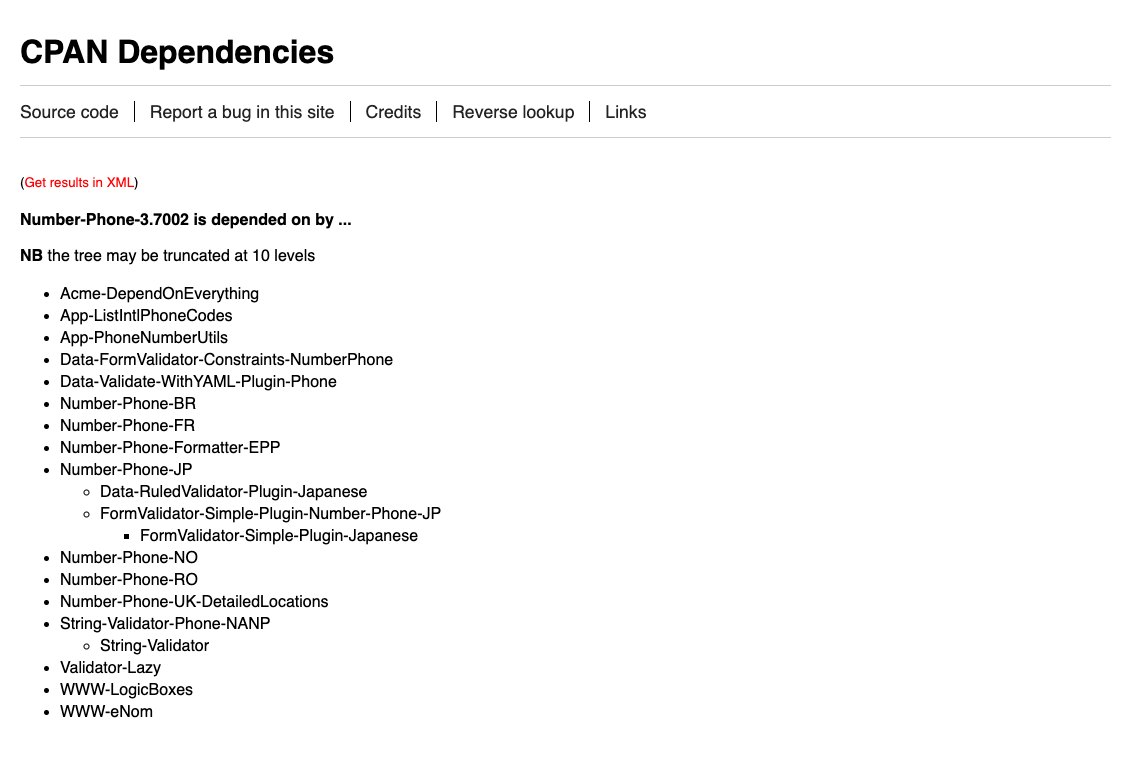 CPAN Dependencies
Source code | Report a bug in this site | Credits | Reverse lookup | Links
(Get results in XML)
Number-Phone-3.7002 is depended on by ...
NB the tree may be truncated at 10 levels
Acme-DependOnEverything
App-ListIntlPhoneCodes
App-PhoneNumberUtils
Data-FormValidator-Constraints-NumberPhone
Data-Validate-WithYAML-Plugin-Phone
Number-Phone-BR
Number-Phone-FR
Number-Phone-Formatter-EPP
Number-Phone-JP
Data-RuledValidator-Plugin-Japanese
FormValidator-Simple-Plugin-Number-Phone-JP
FormValidator-Simple-Plugin-Japanese
Number-Phone-NO
Number-Phone-RO
Number-Phone-UK-DetailedLocations
String-Validator-Phone-NANP
String-Validator
Validator-Lazy
WWW-LogicBoxes
WWW-eNom